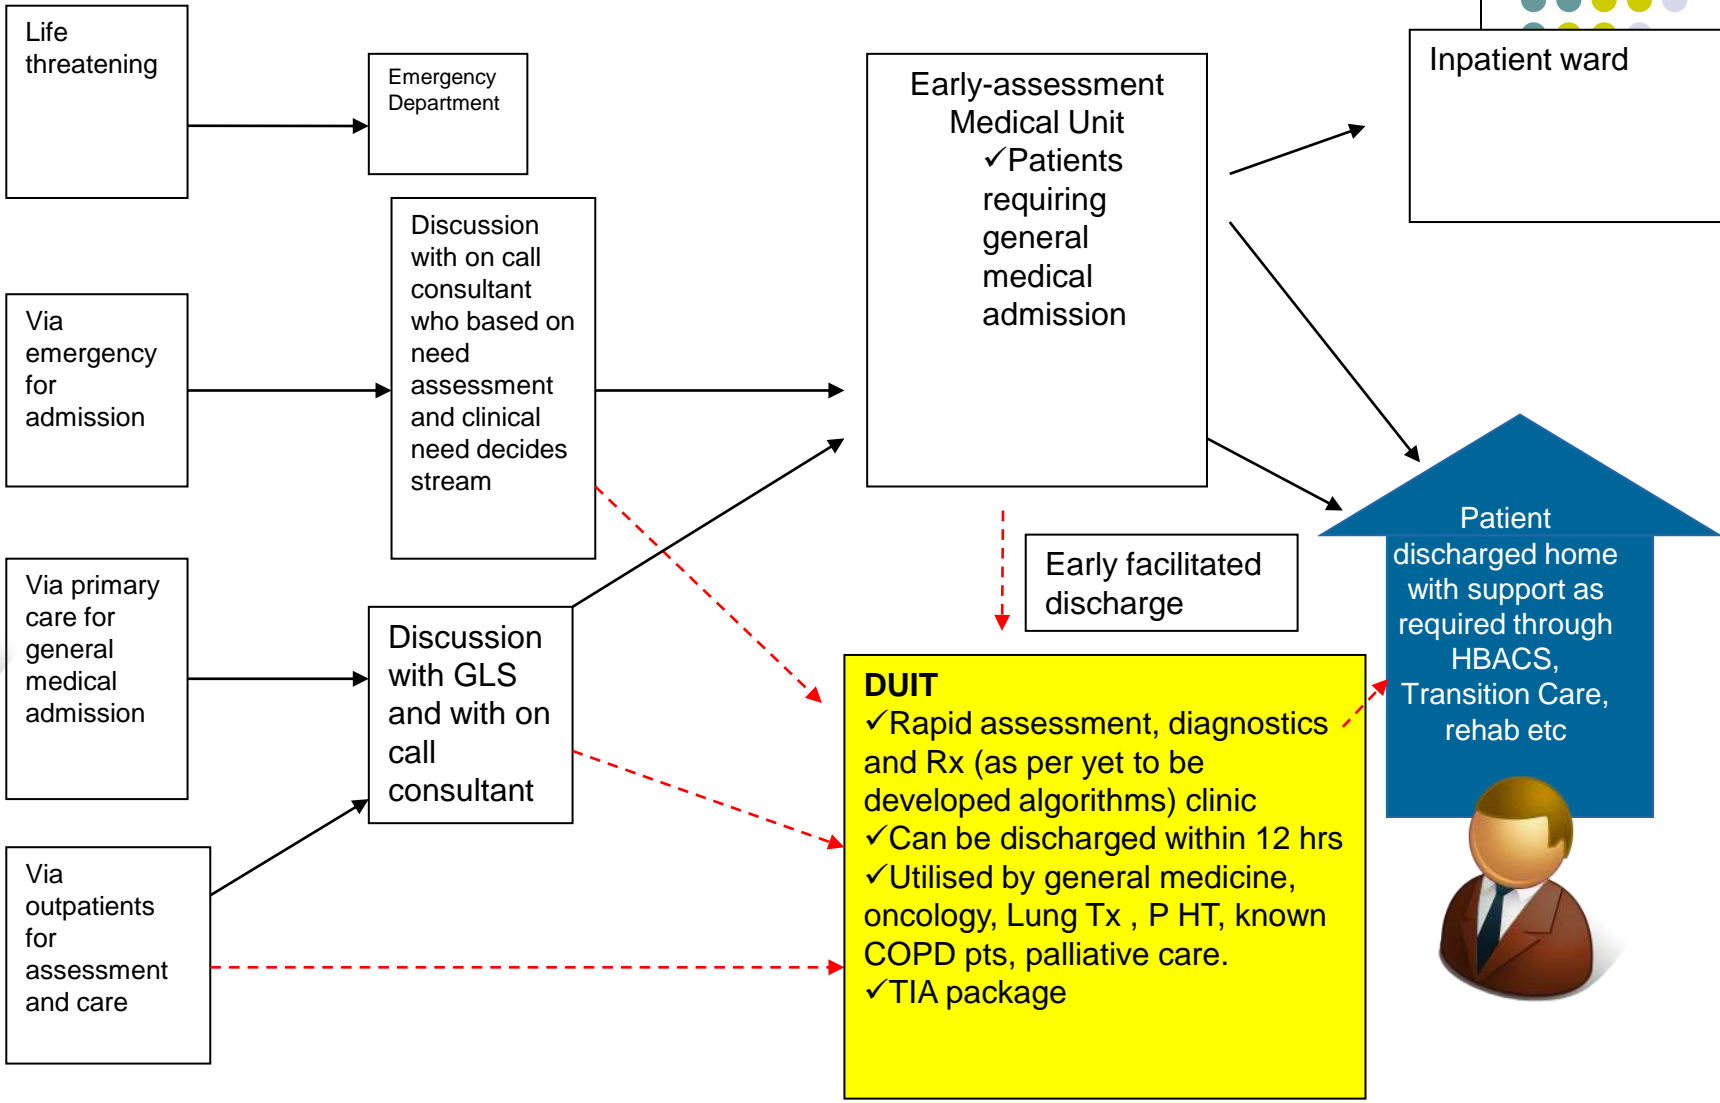 Life
threatening
Emergency
Department
Early-assessment
Medical Unit
✓Patients
requiring
general
medical
admission
Inpatient ward
Via
emergency
for
admission
Discussion
with on call
consultant
who based on
need
assessment
and clinical
need decides
stream
Via primary
care for
general
medical
admission
Discussion
with GLS
and with on
call
consultant
Early facilitated
discharge
Patient
discharged home
with support as
required through
HBACS,
Transition Care,
rehab etc
DUIT
✓Rapid assessment, diagnostics
and Rx (as per yet to be
developed algorithms) clinic
✓Can be discharged within 12 hrs
✓Utilised by general medicine,
oncology, Lung Tx , P HT, known
COPD pts, palliative care.
✓TIA package
Via
outpatients
for
assessment
and care